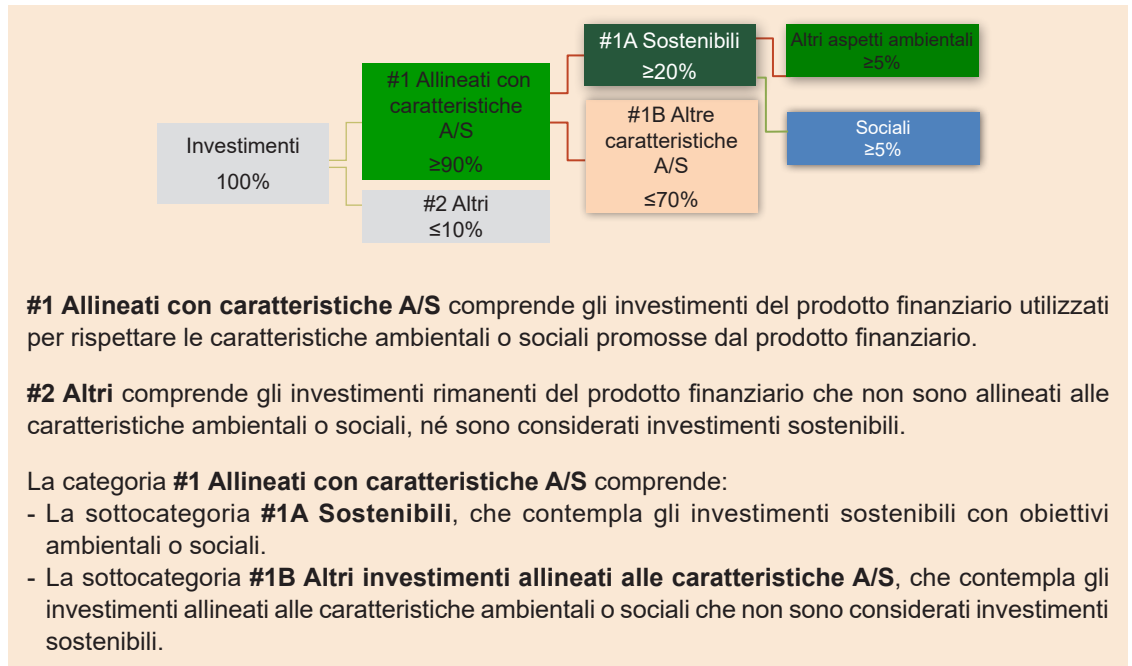 Investimenti
100%
#1 Allineati con
caratteristiche
A/S
≥90%
#2 Altri
≤10%
#1A Sostenibili
≥20%
#1B Altre
caratteristiche
A/S
≤70%
Altri aspetti ambientali
≥5%
Sociali
≥5%
#1 Allineati con caratteristiche A/S comprende gli investimenti del prodotto finanziario utilizzati
per rispettare le caratteristiche ambientali o sociali promosse dal prodotto finanziario.
#2 Altri comprende gli investimenti rimanenti del prodotto finanziario che non sono allineati alle
caratteristiche ambientali o sociali, né sono considerati investimenti sostenibili.
La categoria #1 Allineati con caratteristiche A/S comprende:
- La sottocategoria #1A Sostenibili, che contempla gli investimenti sostenibili con obiettivi
ambientali o sociali.
- La sottocategoria #1B Altri investimenti allineati alle caratteristiche A/S, che contempla gli
investimenti allineati alle caratteristiche ambientali o sociali che non sono considerati investimenti
sostenibili.